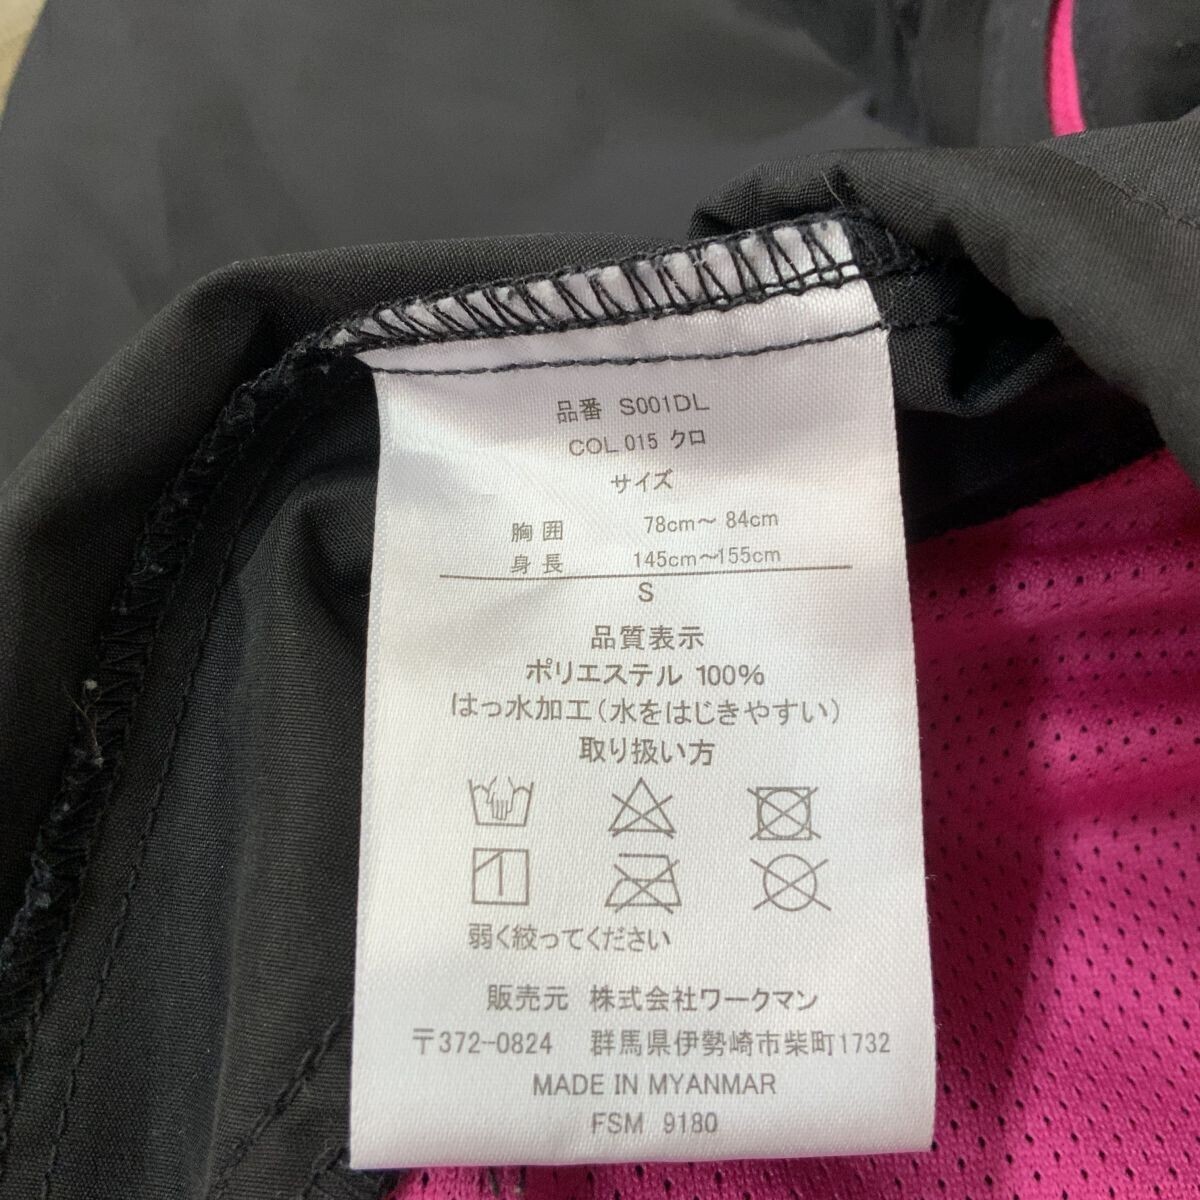 品番 S001DL
COL 015 クロ
サイズ
胸囲 78cm～84cm
身長 145cm～155cm
S
品質表示
ポリエステル 100%
はっ水加工(水をはじきやすい)
取り扱い方
弱く絞ってください
販売元 株式会社ワークマン
〒372-0824 群馬県伊勢崎市柴町1732
MADE IN MYANMAR
FSM 9180